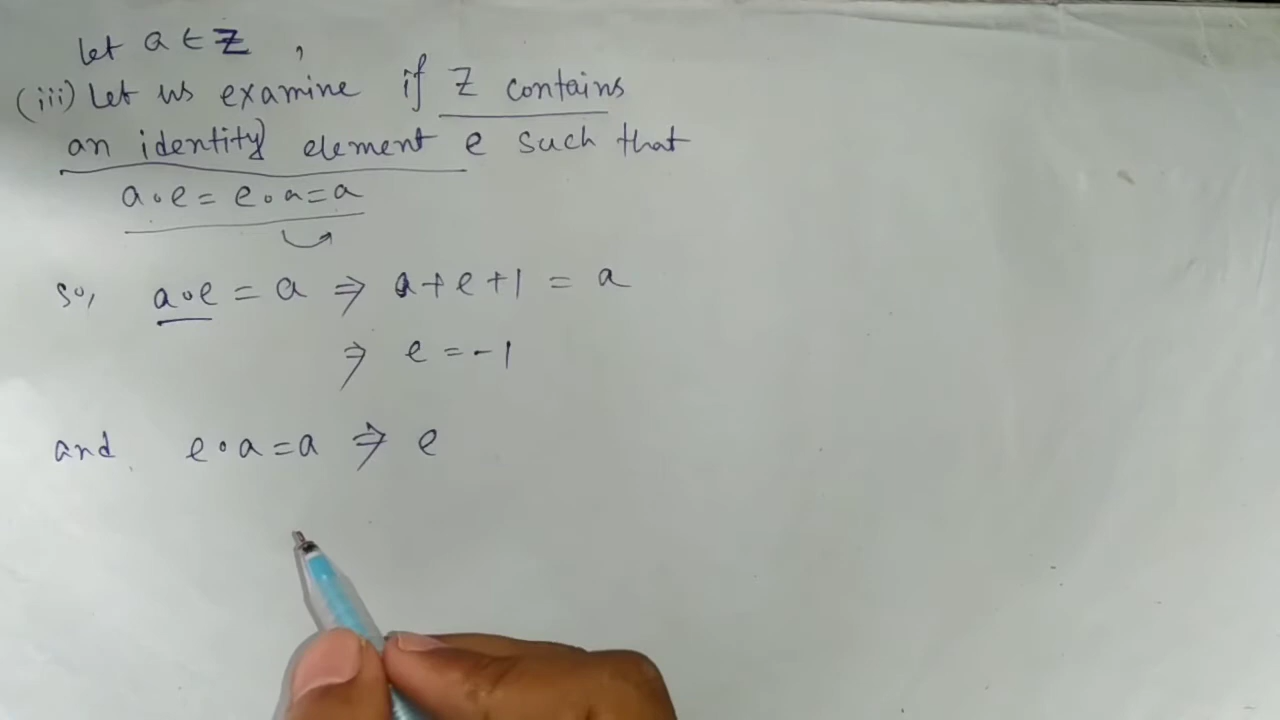 let a ∈ Z ,
(iii) Let us examine if Z contains
an identity element e such that
a∘e = e∘a = a
so, a∘e = a ⇒ a+e+1 = a
⇒ e = -1
and e∘a = a ⇒ e